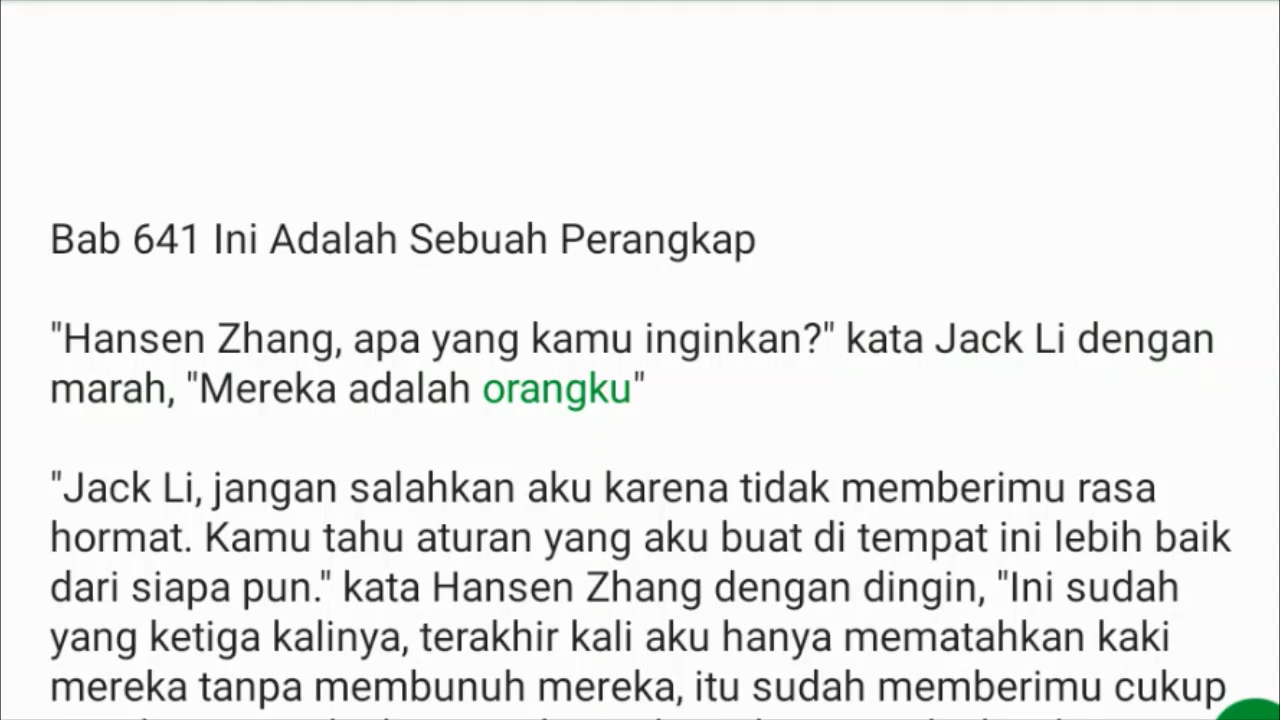 Bab 641 Ini Adalah Sebuah Perangkap
"Hansen Zhang, apa yang kamu inginkan?" kata Jack Li dengan
marah, "Mereka adalah orangku"
"Jack Li, jangan salahkan aku karena tidak memberimu rasa
hormat. Kamu tahu aturan yang aku buat di tempat ini lebih baik
dari siapa pun." kata Hansen Zhang dengan dingin, "Ini sudah
yang ketiga kalinya, terakhir kali aku hanya mematahkan kaki
mereka tanpa membunuh mereka, itu sudah memberimu cukup